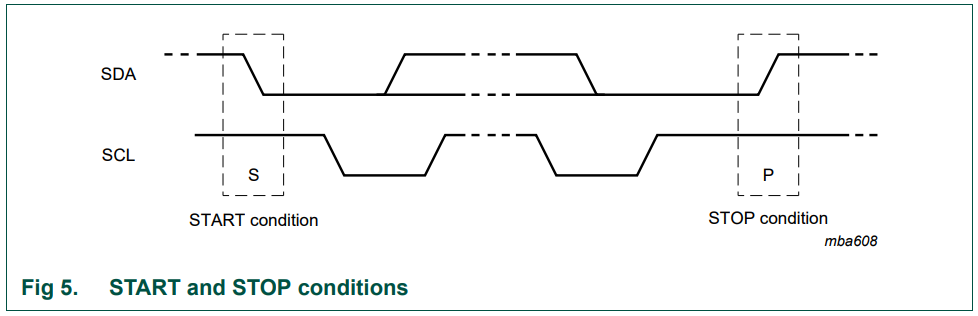 SDA
SCL
S
P
START condition
STOP condition
mba608
Fig 5. START and STOP conditions